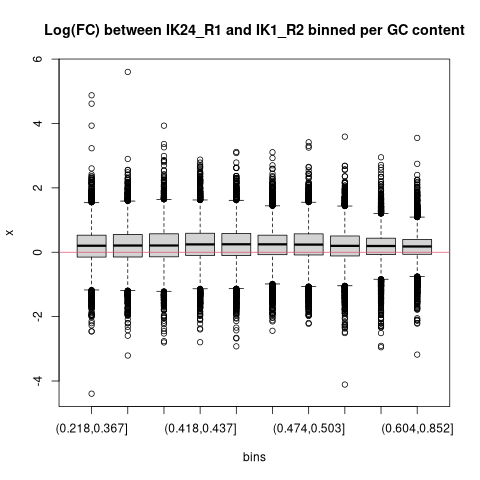 Log(FC) between IK24_R1 and IK1_R2 binned per GC content
6
4
2
0
-2
-4
x
(0.218,0.367] (0.418,0.437] (0.474,0.503] (0.604,0.852]
bins